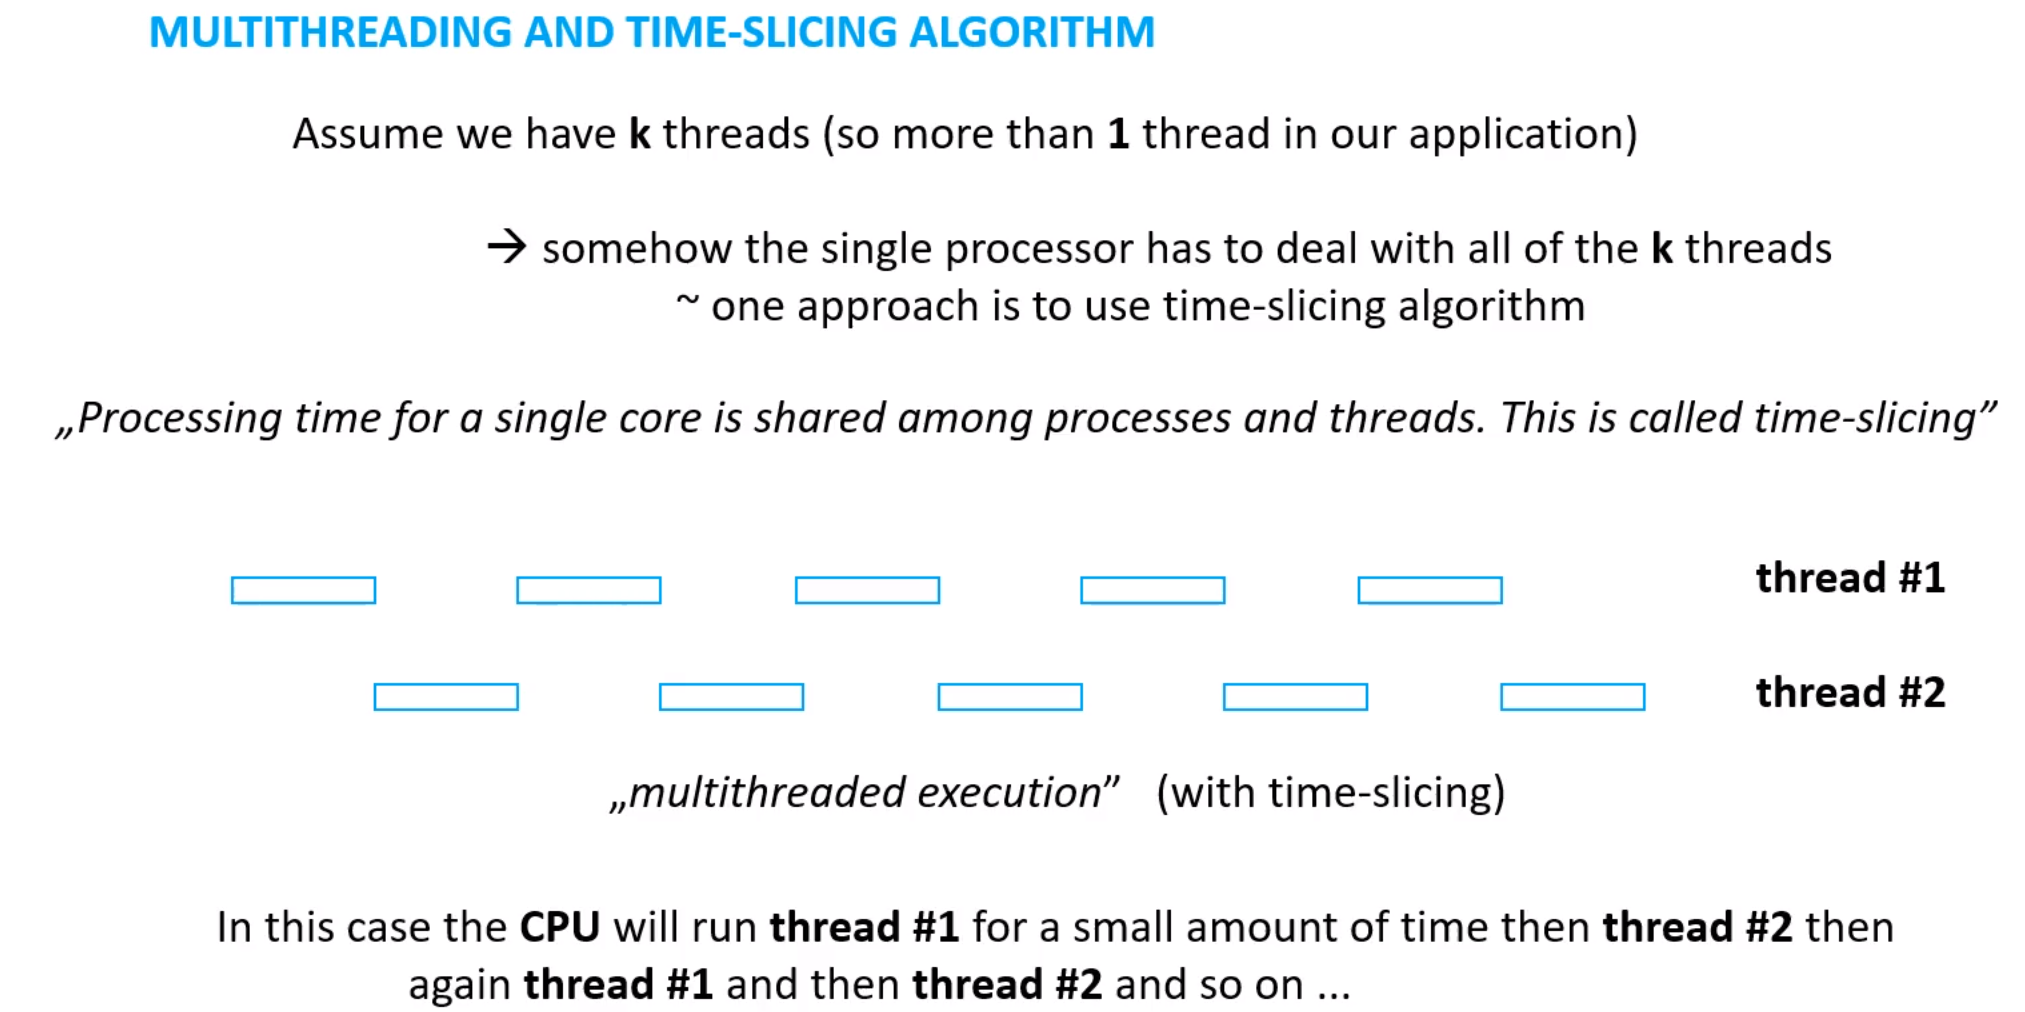 MULTITHREADING AND TIME-SLICING ALGORITHM
Assume we have k threads (so more than 1 thread in our application)
→ somehow the single processor has to deal with all of the k threads
~ one approach is to use time-slicing algorithm
„Processing time for a single core is shared among processes and threads. This is called time-slicing”
thread #1
thread #2
„multithreaded execution” (with time-slicing)
In this case the CPU will run thread #1 for a small amount of time then thread #2 then
again thread #1 and then thread #2 and so on ...